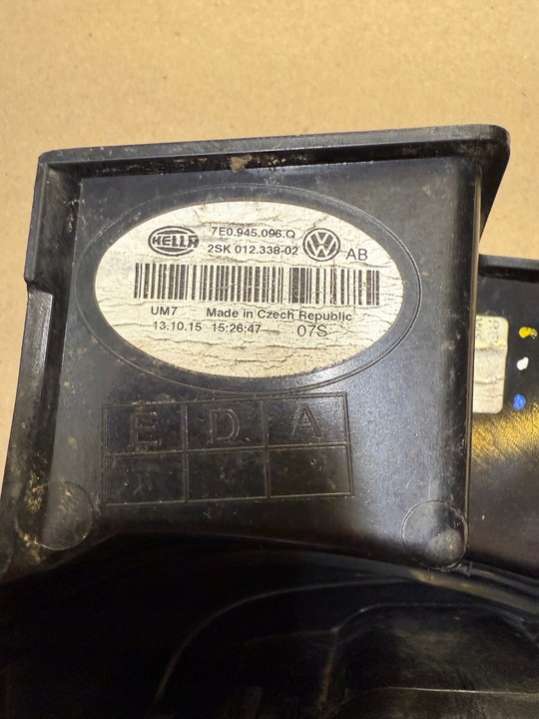 HELLA
7E0.945.096.Q
2SK 012.338-02
AB
UM7 Made in Czech Republic
13.10.15 15:26:47 07S
E D A